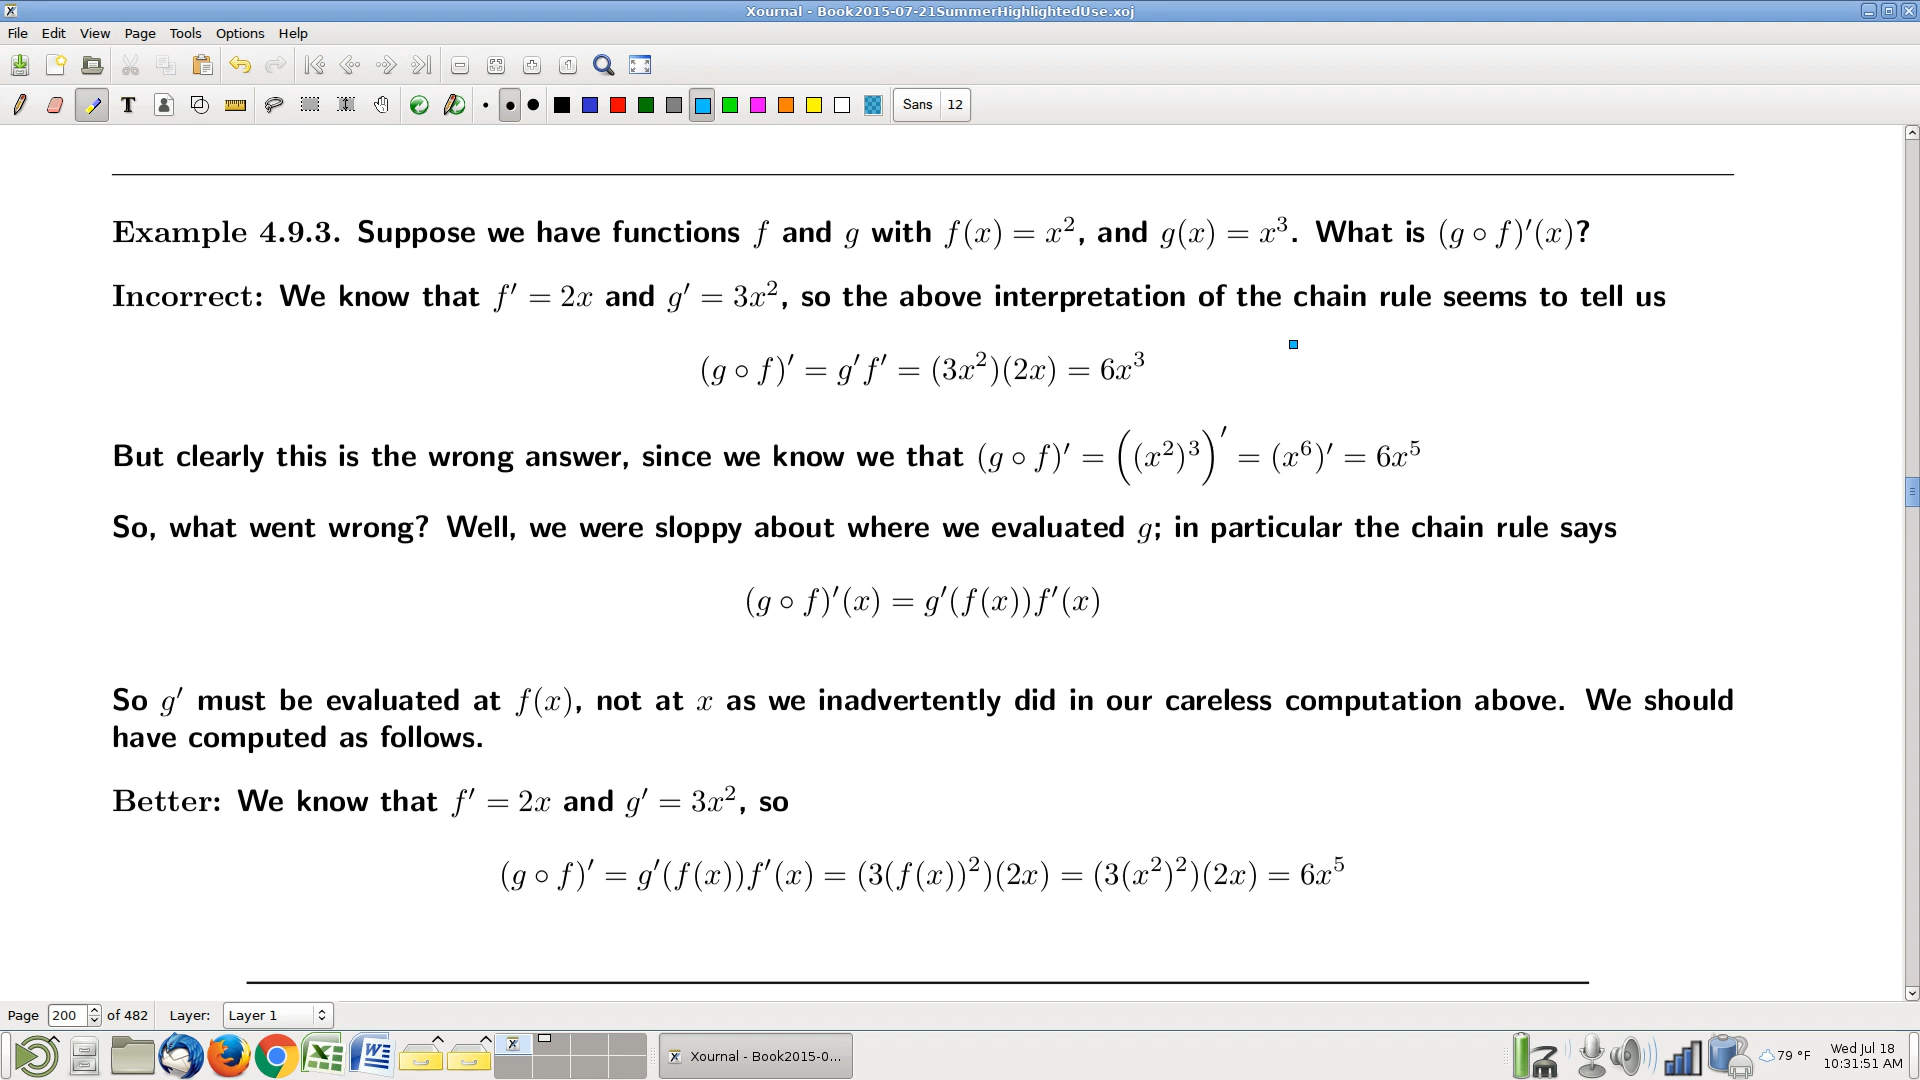 Xournal - Book2015-07-21SummerHighlightedUse.xoj
File Edit View Page Tools Options Help
Sans 12
Example 4.9.3. Suppose we have functions f and g with f(x) = x², and g(x) = x³. What is (g ∘ f)′(x)?
Incorrect: We know that f′ = 2x and g′ = 3x², so the above interpretation of the chain rule seems to tell us
(g ∘ f)′ = g′f′ = (3x²)(2x) = 6x³
But clearly this is the wrong answer, since we know we that (g ∘ f)′ = ((x²)³)′ = (x⁶)′ = 6x⁵
So, what went wrong? Well, we were sloppy about where we evaluated g; in particular the chain rule says
(g ∘ f)′(x) = g′(f(x))f′(x)
So g′ must be evaluated at f(x), not at x as we inadvertently did in our careless computation above. We should
have computed as follows.
Better: We know that f′ = 2x and g′ = 3x², so
(g ∘ f)′ = g′(f(x))f′(x) = (3(f(x))²)(2x) = (3(x²)²)(2x) = 6x⁵
Page 200 of 482 Layer: Layer 1
Xournal - Book2015-0...
79 °F
Wed Jul 18
10:31:51 AM